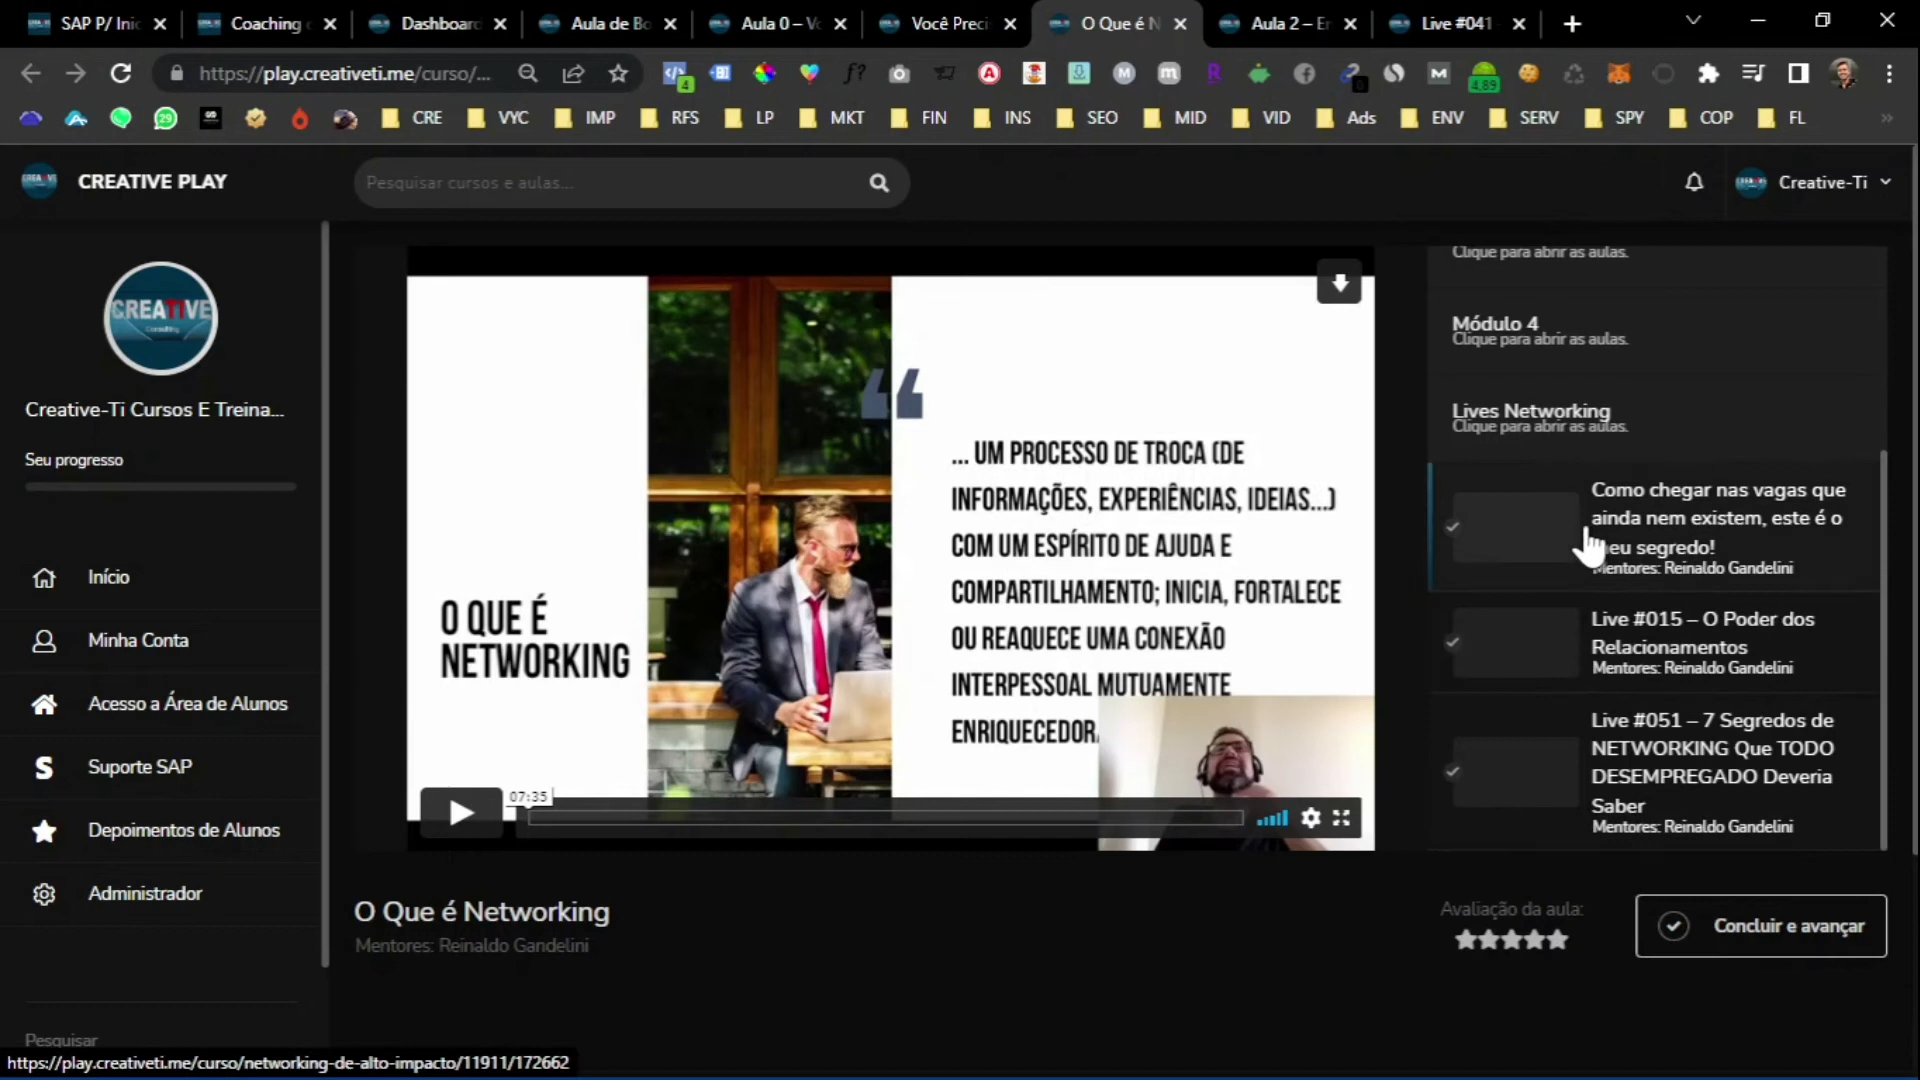 SAP P/ Inic
Coaching
Dashboard
Aula de Bo
Aula 0 – Vo
Você Preci
O Que é N
Aula 2 – E
Live #041
https://play.creativeti.me/curso/...
4
4.89
29
CRE
VYC
IMP
RFS
LP
MKT
FIN
INS
SEO
MID
VID
Ads
ENV
SERV
SPY
COP
FL
CREATIVE PLAY
Pesquisar cursos e aulas...
Creative-Ti
CREATIVE
Consulting
Creative-Ti Cursos E Treina...
Seu progresso
Início
Minha Conta
Acesso a Área de Alunos
Suporte SAP
Depoimentos de Alunos
Administrador
Pesquisar
O QUE É
NETWORKING
“
... UM PROCESSO DE TROCA (DE
INFORMAÇÕES, EXPERIÊNCIAS, IDEIAS...)
COM UM ESPÍRITO DE AJUDA E
COMPARTILHAMENTO; INICIA, FORTALECE
OU REAQUECE UMA CONEXÃO
INTERPESSOAL MUTUAMENTE
ENRIQUECEDOR
07:35
Clique para abrir as aulas.
Módulo 4
Clique para abrir as aulas.
Lives Networking
Clique para abrir as aulas.
Como chegar nas vagas que
ainda nem existem, este é o
meu segredo!
Mentores: Reinaldo Gandelini
Live #015 – O Poder dos
Relacionamentos
Mentores: Reinaldo Gandelini
Live #051 – 7 Segredos de
NETWORKING Que TODO
DESEMPREGADO Deveria
Saber
Mentores: Reinaldo Gandelini
O Que é Networking
Mentores: Reinaldo Gandelini
Avaliação da aula:
Concluir e avançar
https://play.creativeti.me/curso/networking-de-alto-impacto/11911/172662